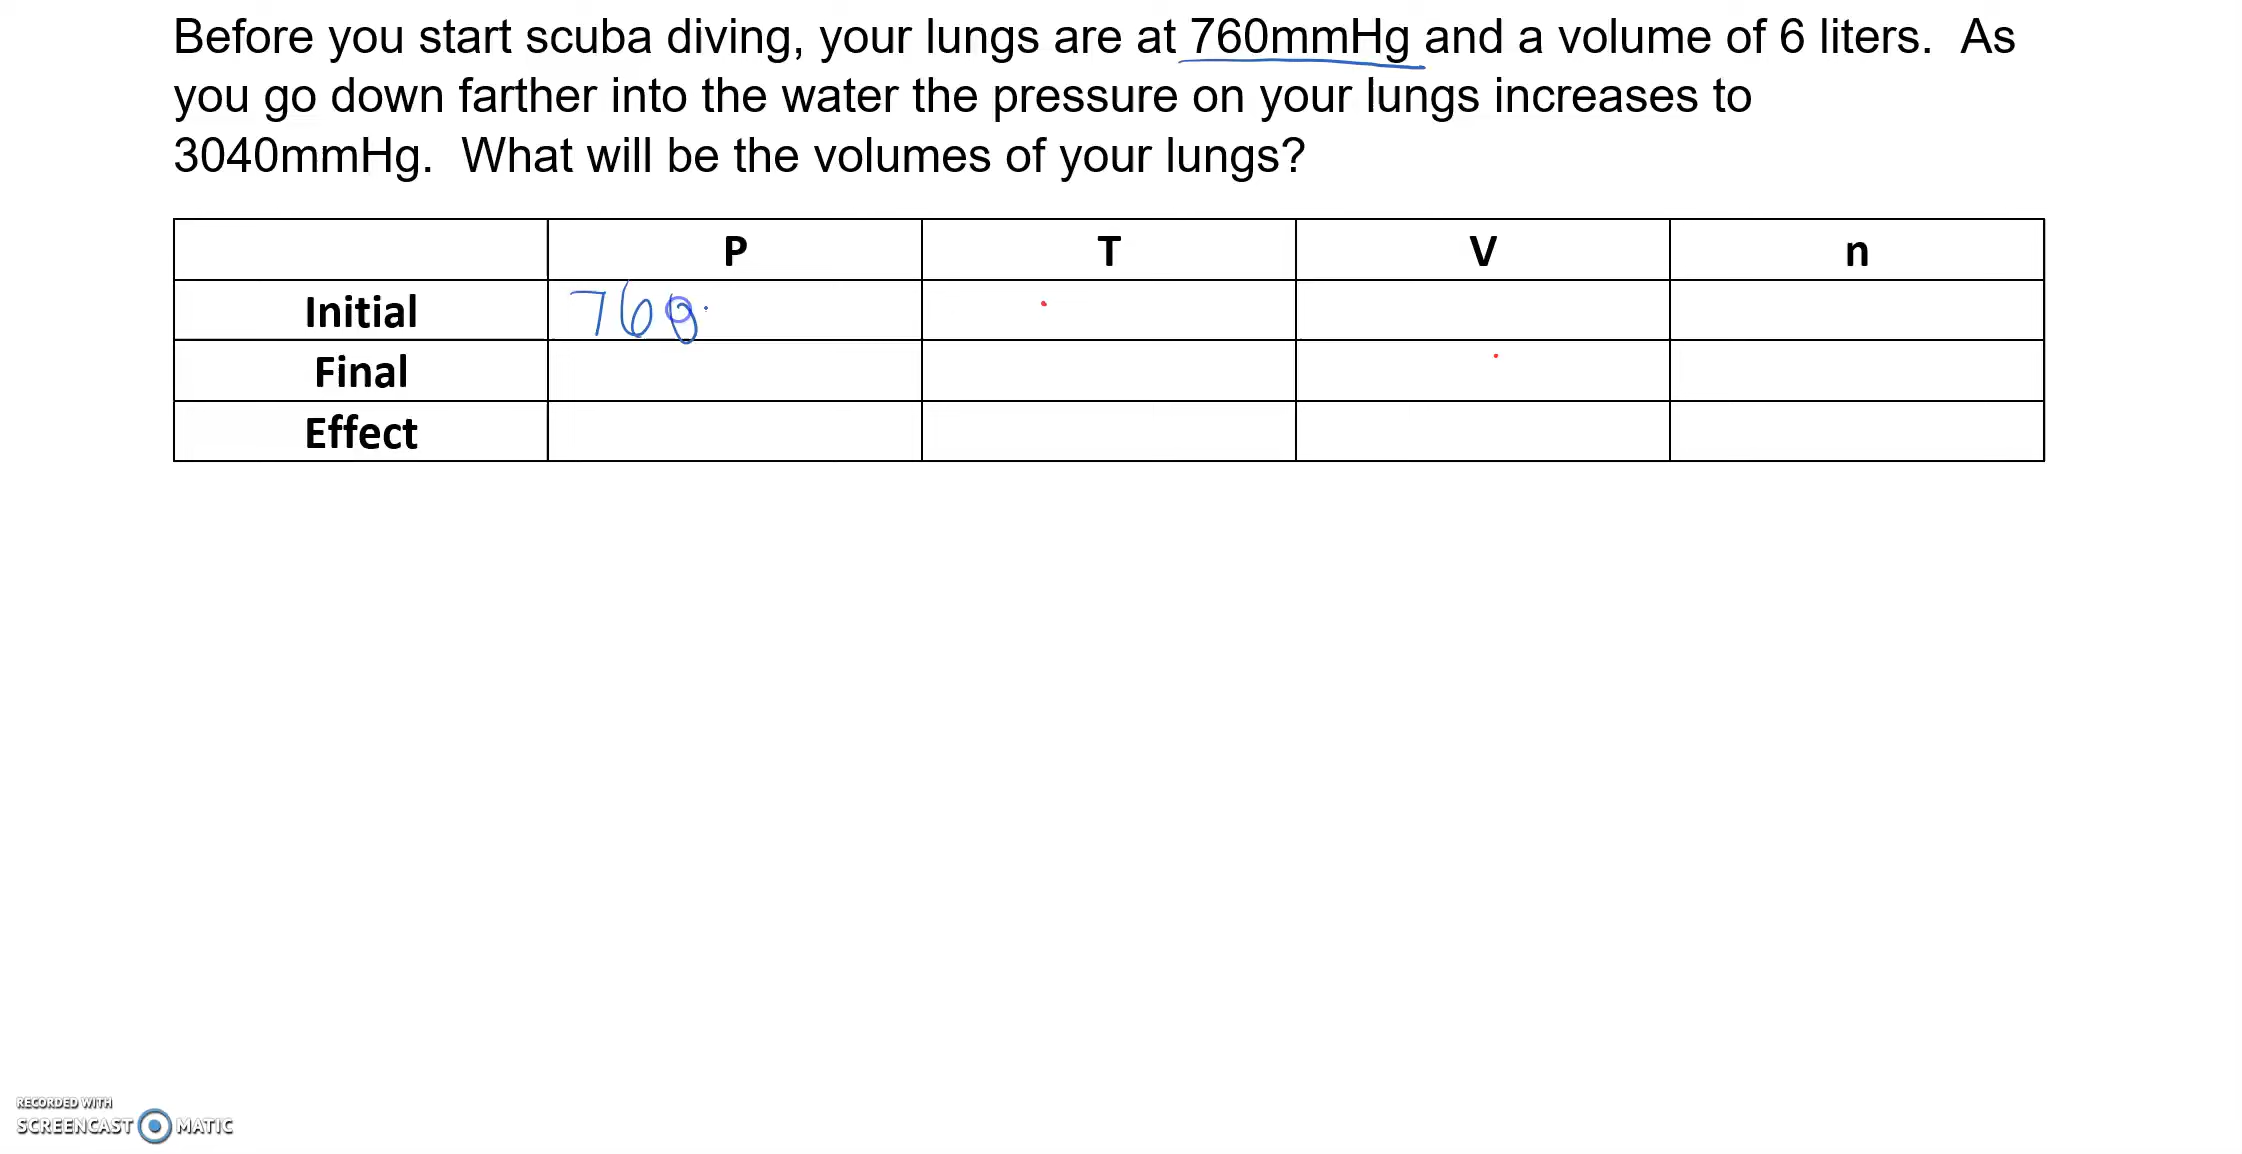 Before you start scuba diving, your lungs are at 760mmHg and a volume of 6 liters.  As
you go down farther into the water the pressure on your lungs increases to
3040mmHg.  What will be the volumes of your lungs?
P T V n
Initial 760
Final
Effect
RECORDED WITH
SCREENCAST MATIC